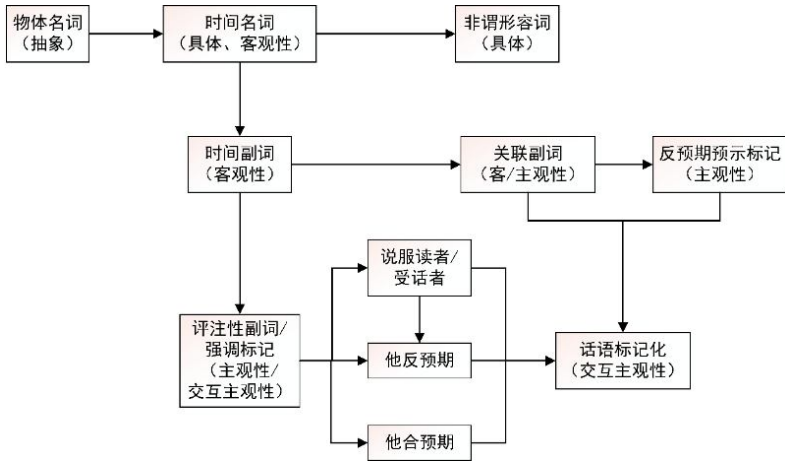 物体名词
（抽象）
时间名词
（具体、客观性）
非谓形容词
（具体）
时间副词
（客观性）
关联副词
（客/主观性）
反预期预示标记
（主观性）
说服读者/
受话者
评注性副词/
强调标记
（主观性/
交互主观性）
他反预期
话语标记化
（交互主观性）
他合预期